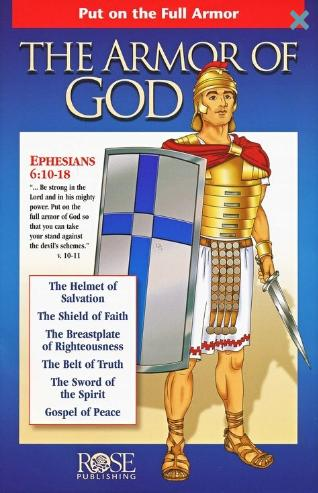 Put on the Full Armor
THE ARMOR OF
GOD
EPHESIANS
6:10-18
"... Be strong in the
Lord and in his mighty
power. Put on the
full armor of God so
that you can take
your stand against
the devil's schemes."
v. 10-11
The Helmet of
Salvation
The Shield of Faith
The Breastplate
of Righteousness
The Belt of Truth
The Sword of
the Spirit
Gospel of Peace
ROSE
PUBLISHING